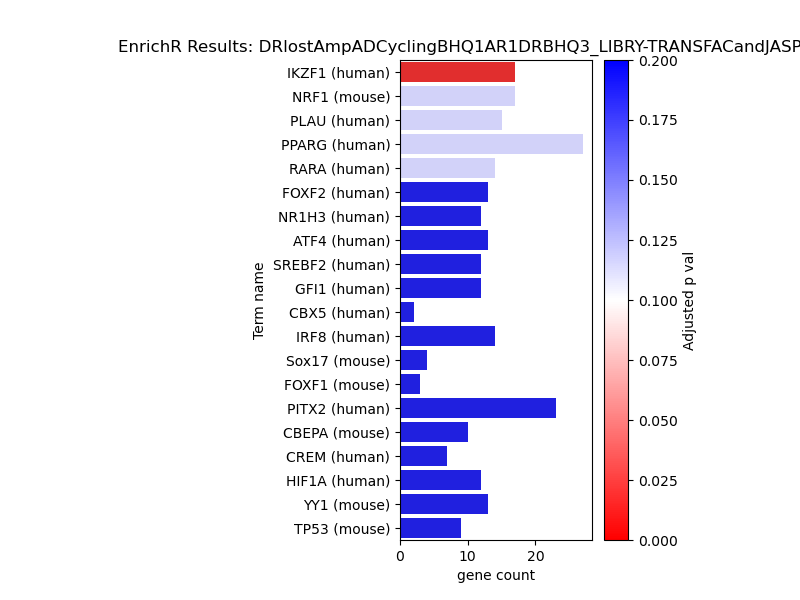 EnrichR Results: DRlostAmpADCyclingBHQ1AR1DRBHQ3_LIBRY-TRANSFACandJASP
IKZF1 (human)
NRF1 (mouse)
PLAU (human)
PPARG (human)
RARA (human)
FOXF2 (human)
NR1H3 (human)
ATF4 (human)
SREBF2 (human)
GFI1 (human)
CBX5 (human)
IRF8 (human)
Sox17 (mouse)
FOXF1 (mouse)
PITX2 (human)
CBEPA (mouse)
CREM (human)
HIF1A (human)
YY1 (mouse)
TP53 (mouse)
Term name
0 10 20
gene count
0.200
0.175
0.150
0.125
0.100
0.075
0.050
0.025
0.000
Adjusted p val